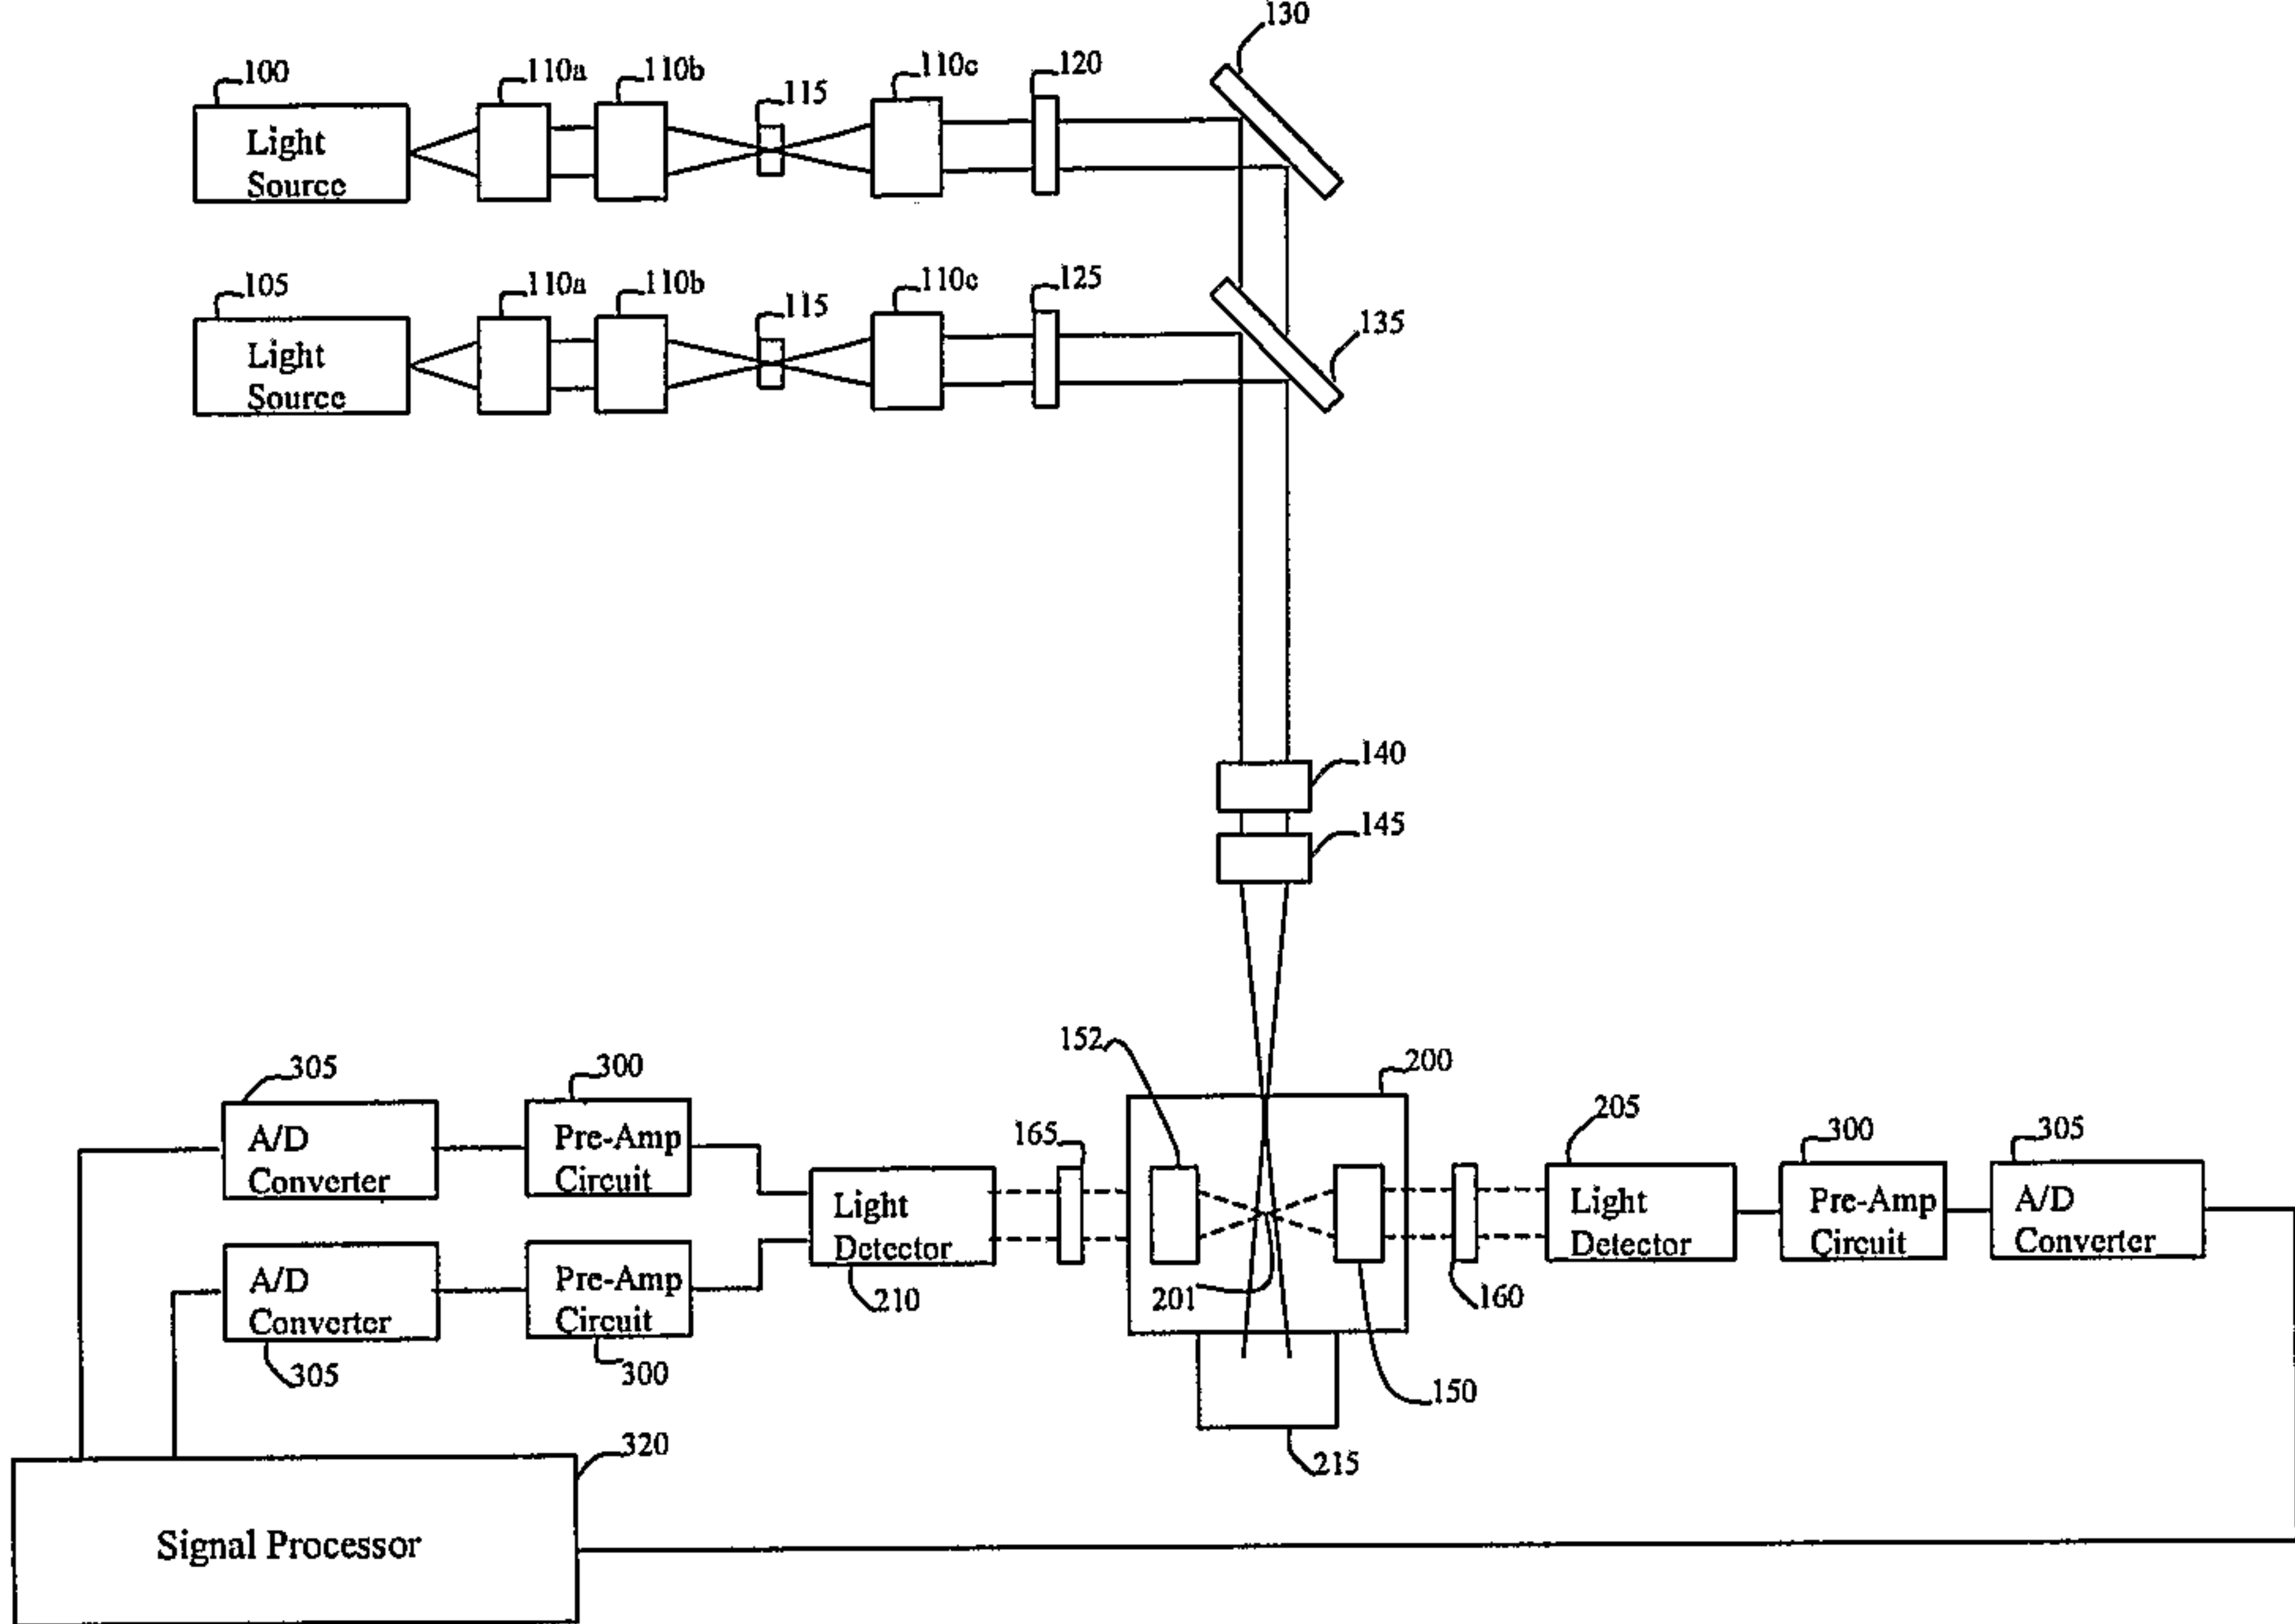 130
100
110a
110b
115
110c
120
Light
Source
105
110a
110b
115
110c
125
135
Light
Source
140
145
152
200
305
300
165
205
300
305
A/D
Converter
Pre-Amp
Circuit
Light
Detector
Light
Detector
Pre-Amp
Circuit
A/D
Converter
A/D
Converter
Pre-Amp
Circuit
210
201
160
305
300
150
320
215
Signal Processor